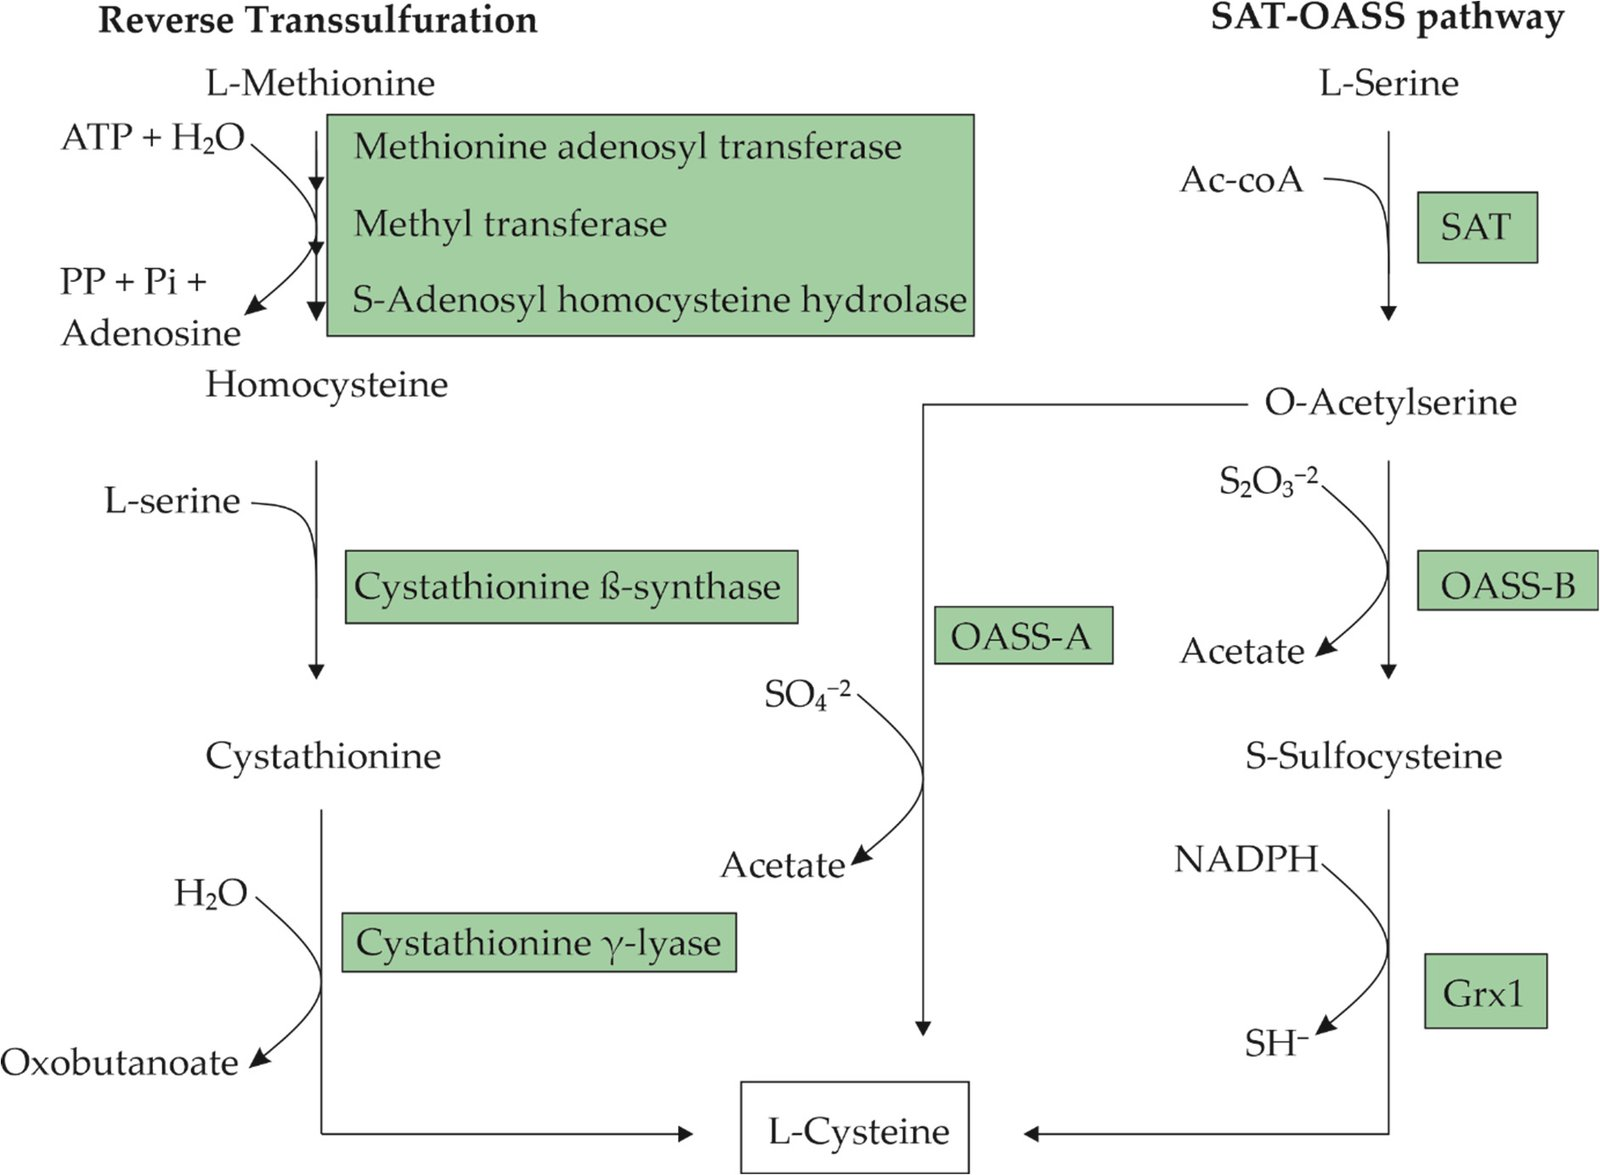 Reverse Transsulfuration
SAT-OASS pathway
L-Methionine
L-Serine
ATP + H₂O
Methionine adenosyl transferase
Ac-coA
Methyl transferase
SAT
PP + Pi +
Adenosine
S-Adenosyl homocysteine hydrolase
Homocysteine
O-Acetylserine
S₂O₃⁻²
L-serine
Cystathionine ß-synthase
OASS-B
OASS-A
Acetate
SO₄⁻²
Cystathionine
S-Sulfocysteine
Acetate
NADPH
H₂O
Cystathionine γ-lyase
Grx1
SH⁻
Oxobutanoate
L-Cysteine